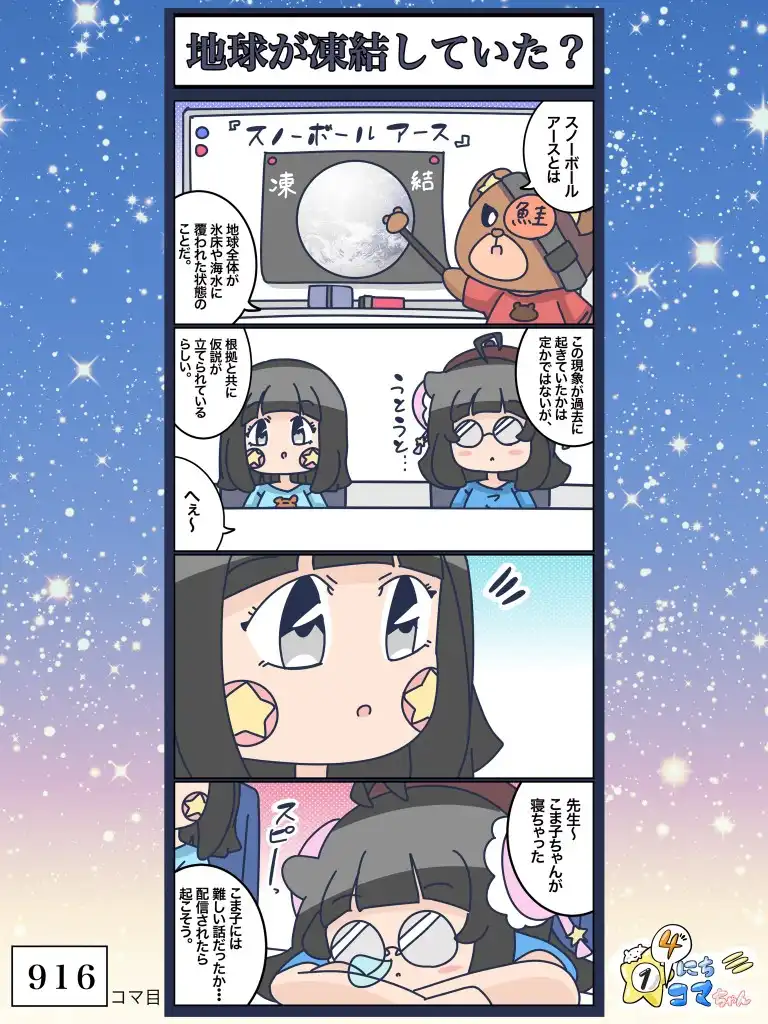 地球が凍結していた？
スノーボール
アースとは
『スノーボールアース』
凍
結
鮭
地球全体が
氷床や海水に
覆われた状態の
ことだ。
この現象が過去に
起きていたかは
定かではないが、
うとうと…
根拠と共に
仮説が
立てられている
らしい。
へぇ〜
先生〜
こま子ちゃんが
寝ちゃった
スピーっ
こま子には
難しい話だったか…
配信されたら
起こそう。
916
コマ目
1
にち
4
コマ
ちゃん